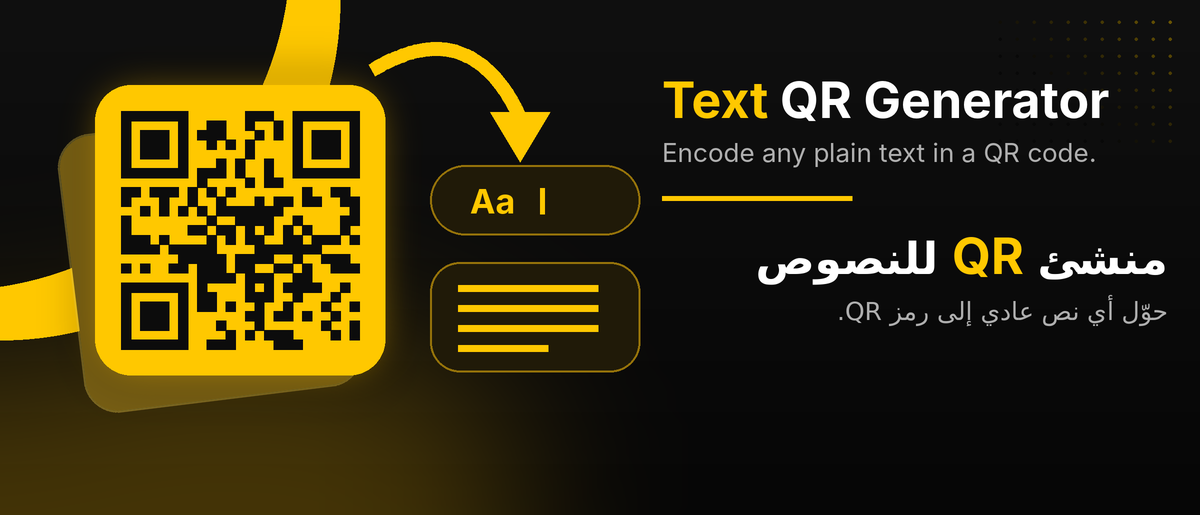 Text QR Generator
Encode any plain text in a QR code.
Aa |
منشئ QR للنصوص
حوّل أي نص عادي إلى رمز QR.